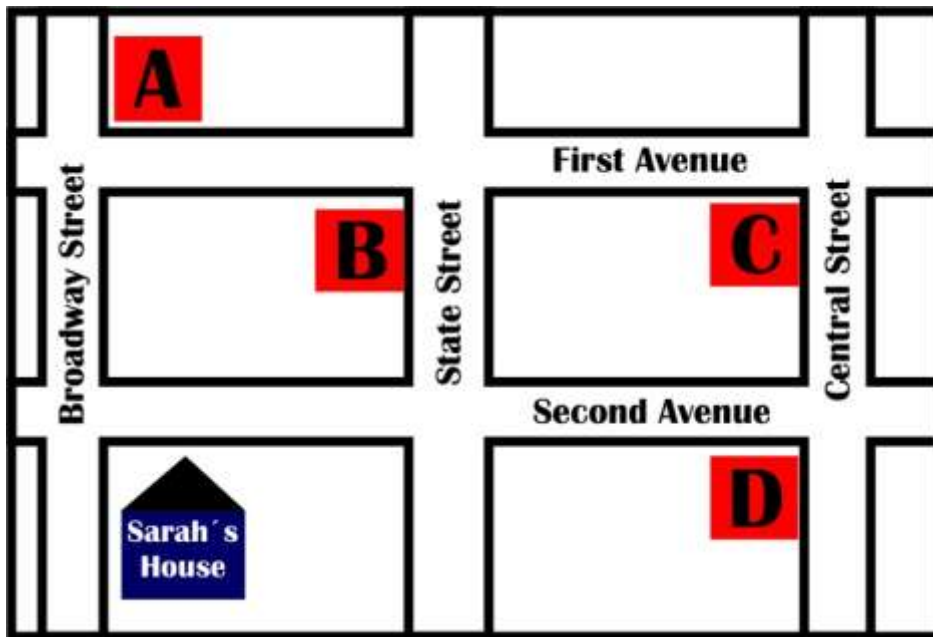 A
First Avenue
Broadway Street
B
State Street
C
Central Street
Second Avenue
Sarah´s
House
D